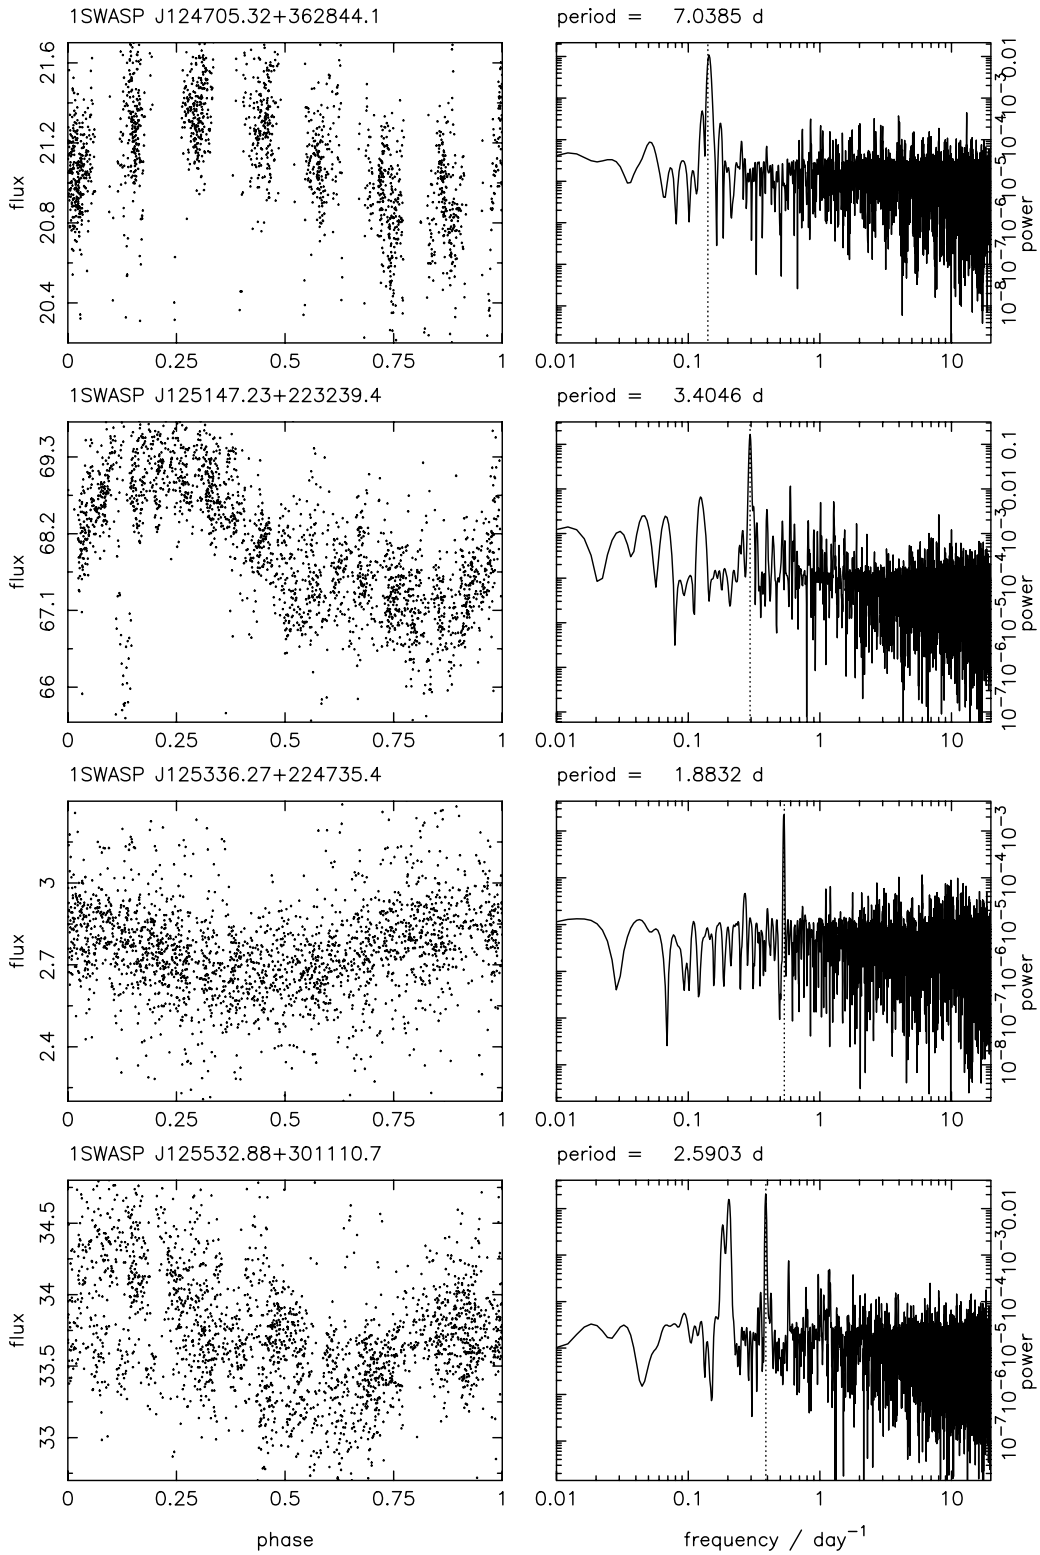 1SWASP J124705.32+362844.1
period = 7.0385 d
21.6
21.2
20.8
20.4
flux
0 0.25 0.5 0.75 1
0.01
10⁻³
10⁻⁴
10⁻⁵
10⁻⁶
10⁻⁷
10⁻⁸
power
0.01 0.1 1 10
1SWASP J125147.23+223239.4
period = 3.4046 d
69.3
68.2
67.1
66
flux
0 0.25 0.5 0.75 1
0.1
0.01
10⁻³
10⁻⁴
10⁻⁵
10⁻⁶
10⁻⁷
power
0.01 0.1 1 10
1SWASP J125336.27+224735.4
period = 1.8832 d
3
2.7
2.4
flux
0 0.25 0.5 0.75 1
10⁻³
10⁻⁴
10⁻⁵
10⁻⁶
10⁻⁷
10⁻⁸
power
0.01 0.1 1 10
1SWASP J125532.88+301110.7
period = 2.5903 d
34.5
34
33.5
33
flux
0 0.25 0.5 0.75 1
0.01
10⁻³
10⁻⁴
10⁻⁵
10⁻⁶
10⁻⁷
power
0.01 0.1 1 10
phase
frequency / day⁻¹